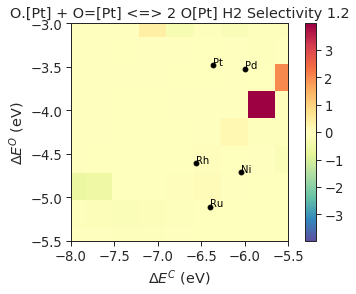 O.[Pt] + O=[Pt] <=> 2 O[Pt] H2 Selectivity 1.2
−3.0
−3.5
−4.0
−4.5
−5.0
−5.5
ΔE^O (eV)
Pt
Pd
Rh
Ni
Ru
−8.0 −7.5 −7.0 −6.5 −6.0 −5.5
ΔE^C (eV)
3
2
1
0
−1
−2
−3